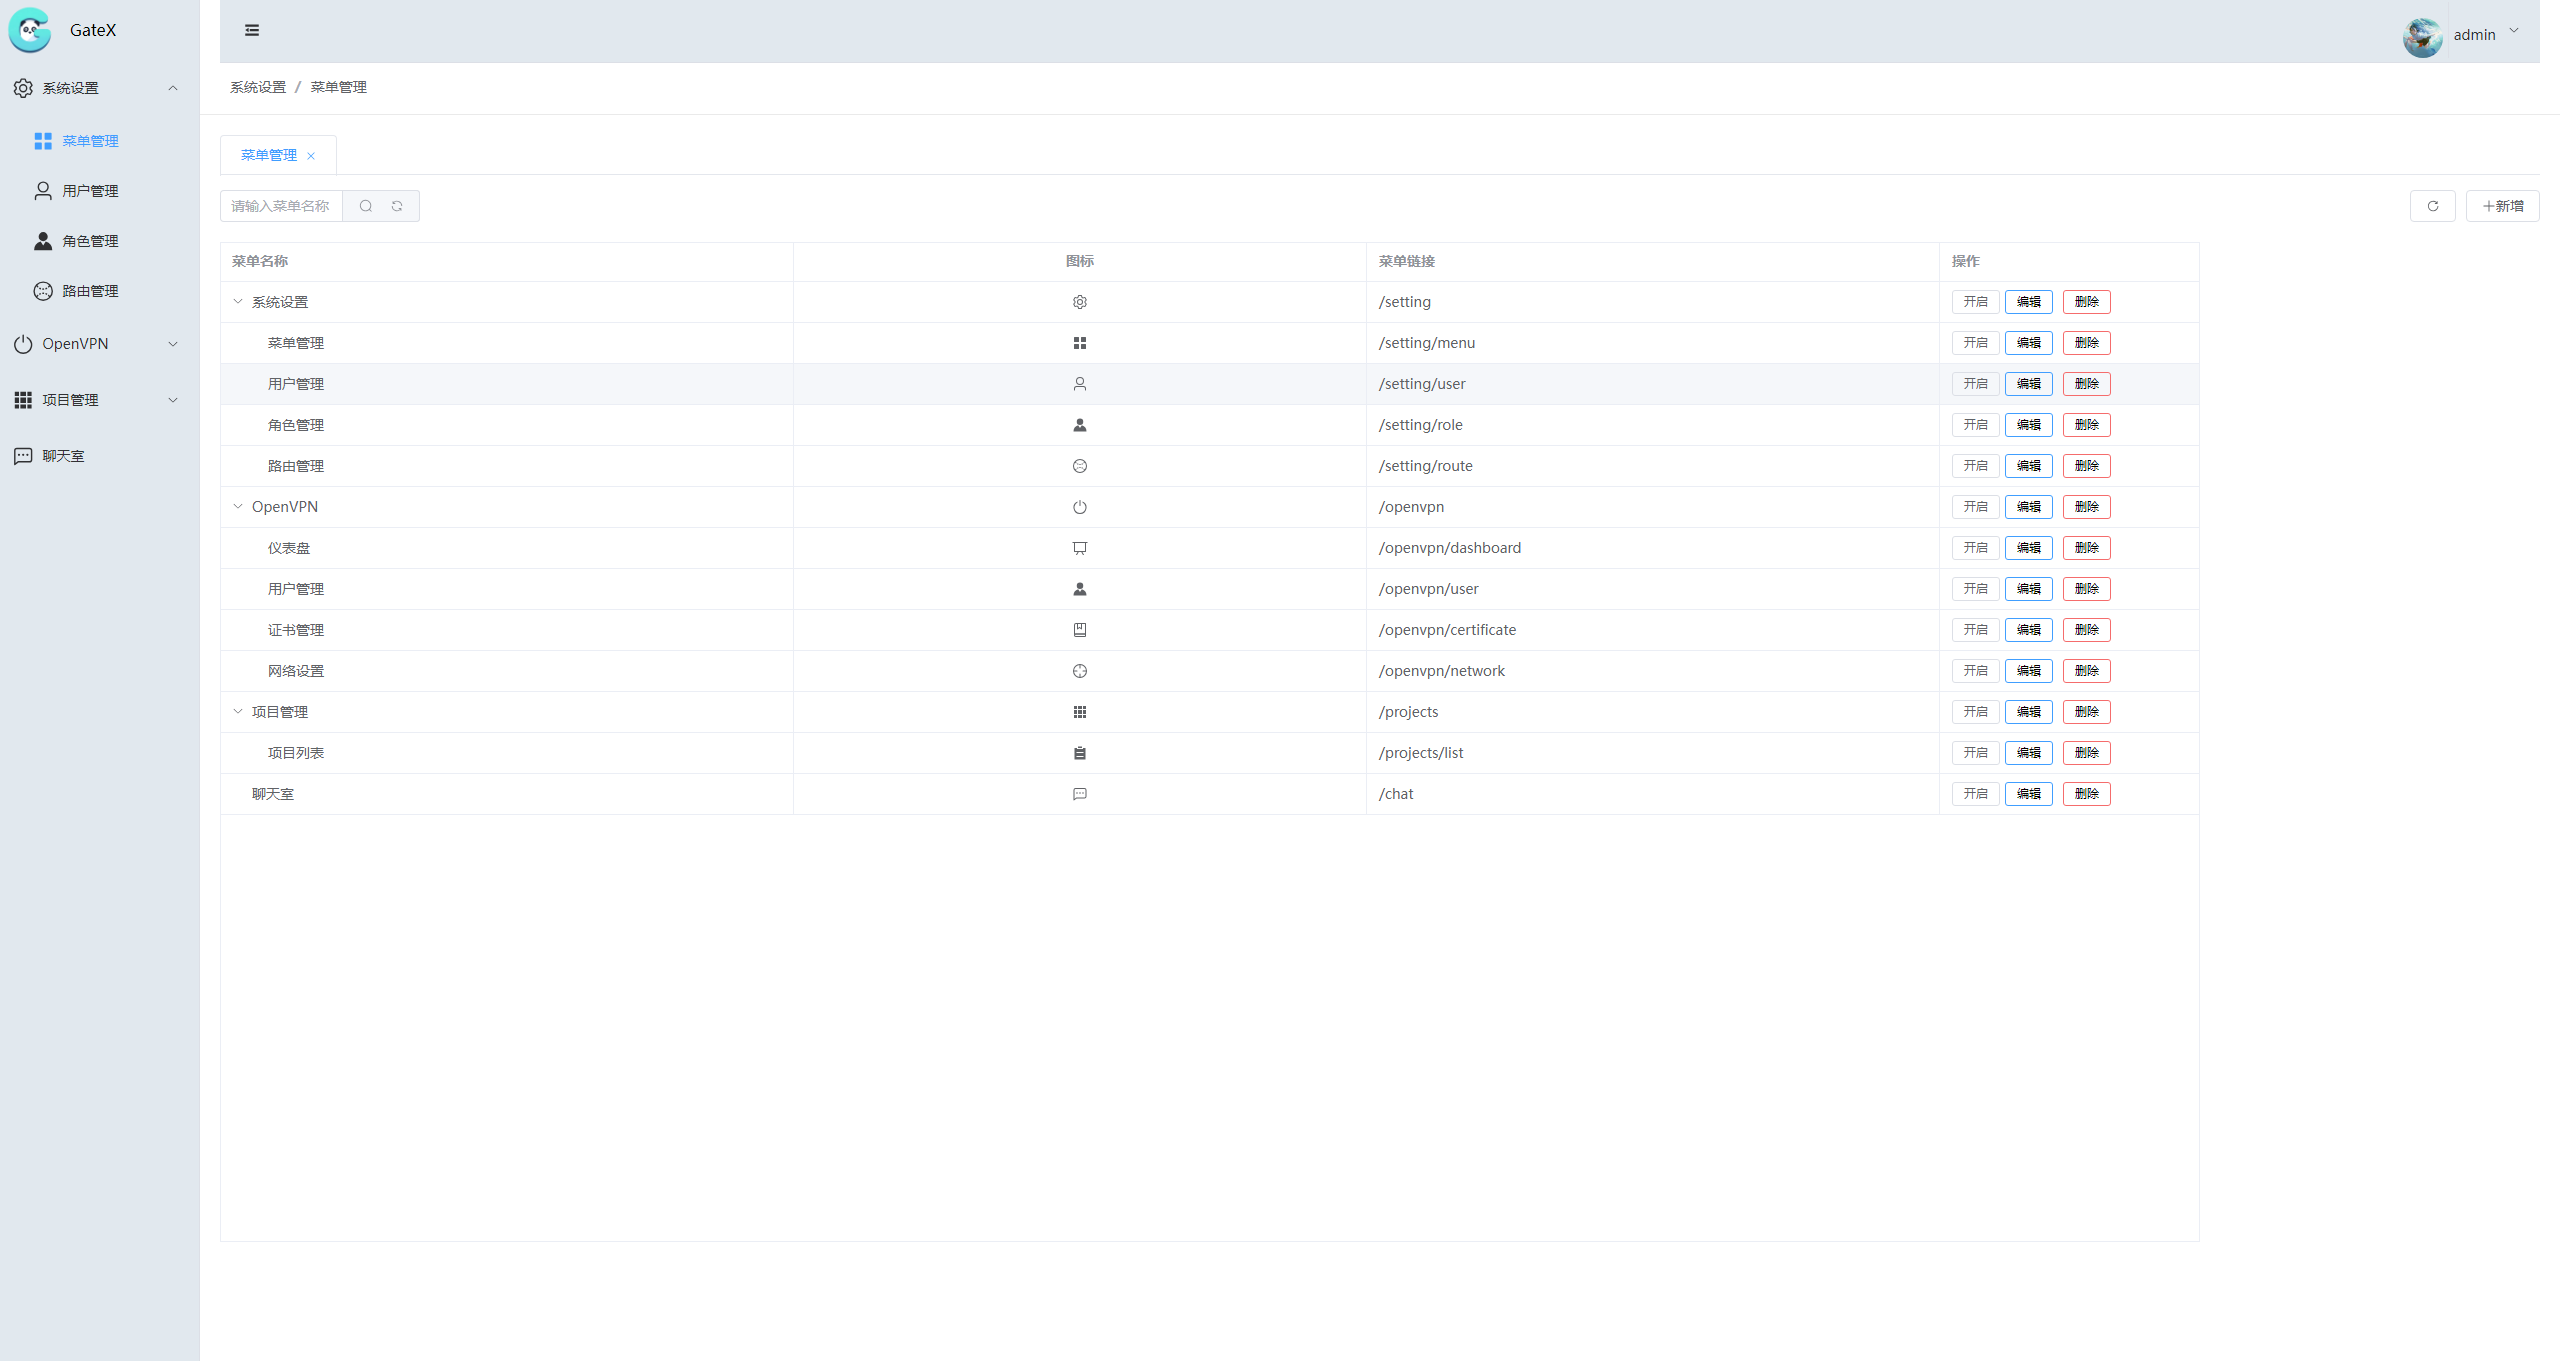 GateX
admin
系统设置
菜单管理
用户管理
角色管理
路由管理
OpenVPN
项目管理
聊天室
系统设置 / 菜单管理
菜单管理
请输入菜单名称
新增
菜单名称 图标 菜单链接 操作
系统设置 /setting 开启 编辑 删除
菜单管理 /setting/menu 开启 编辑 删除
用户管理 /setting/user 开启 编辑 删除
角色管理 /setting/role 开启 编辑 删除
路由管理 /setting/route 开启 编辑 删除
OpenVPN /openvpn 开启 编辑 删除
仪表盘 /openvpn/dashboard 开启 编辑 删除
用户管理 /openvpn/user 开启 编辑 删除
证书管理 /openvpn/certificate 开启 编辑 删除
网络设置 /openvpn/network 开启 编辑 删除
项目管理 /projects 开启 编辑 删除
项目列表 /projects/list 开启 编辑 删除
聊天室 /chat 开启 编辑 删除